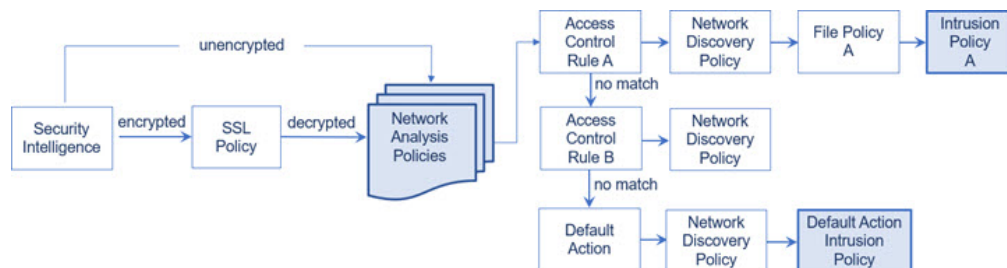 unencrypted
Security
Intelligence
encrypted
SSL
Policy
decrypted
Network
Analysis
Policies
Access
Control
Rule A
Network
Discovery
Policy
File Policy
A
Intrusion
Policy
A
no match
Access
Control
Rule B
Network
Discovery
Policy
no match
Default
Action
Network
Discovery
Policy
Default Action
Intrusion
Policy